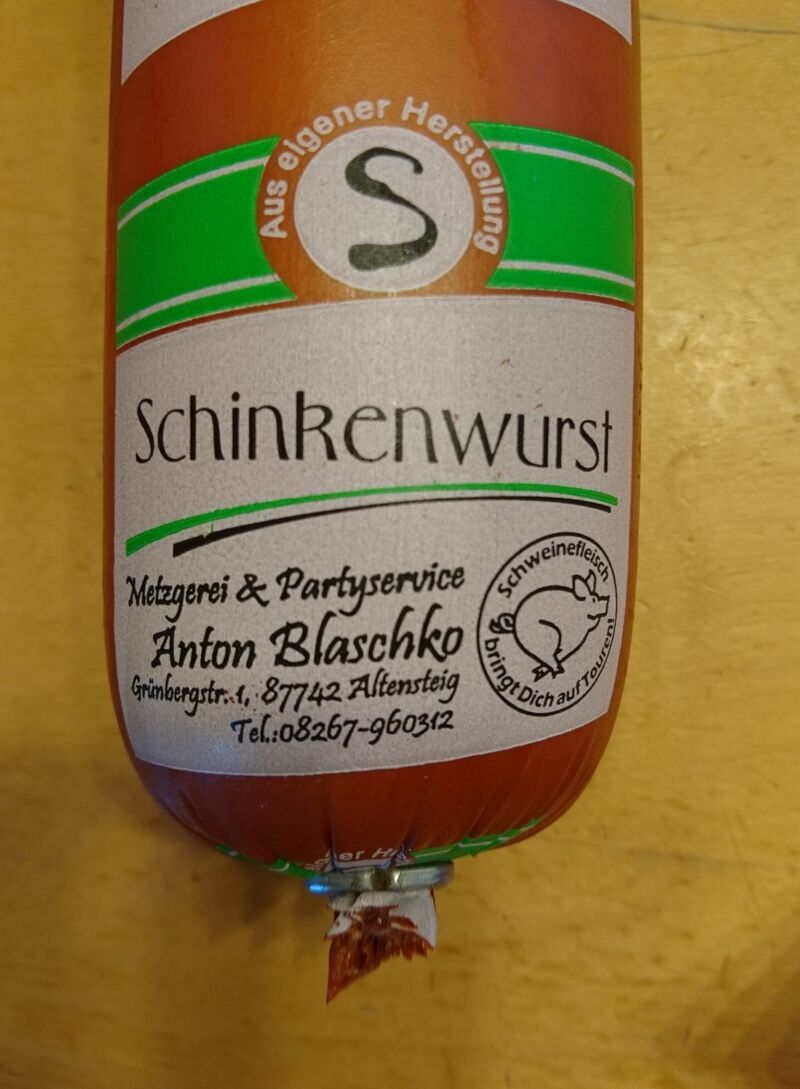 Aus eigener Herstellung
S
Schinkenwurst
Metzgerei & Partyservice
Anton Blaschko
Grünbergstr. 1, 87742 Altensteig
Tel.:08267-960312
Schweinefleisch
bringt Dich auf Touren!
er H